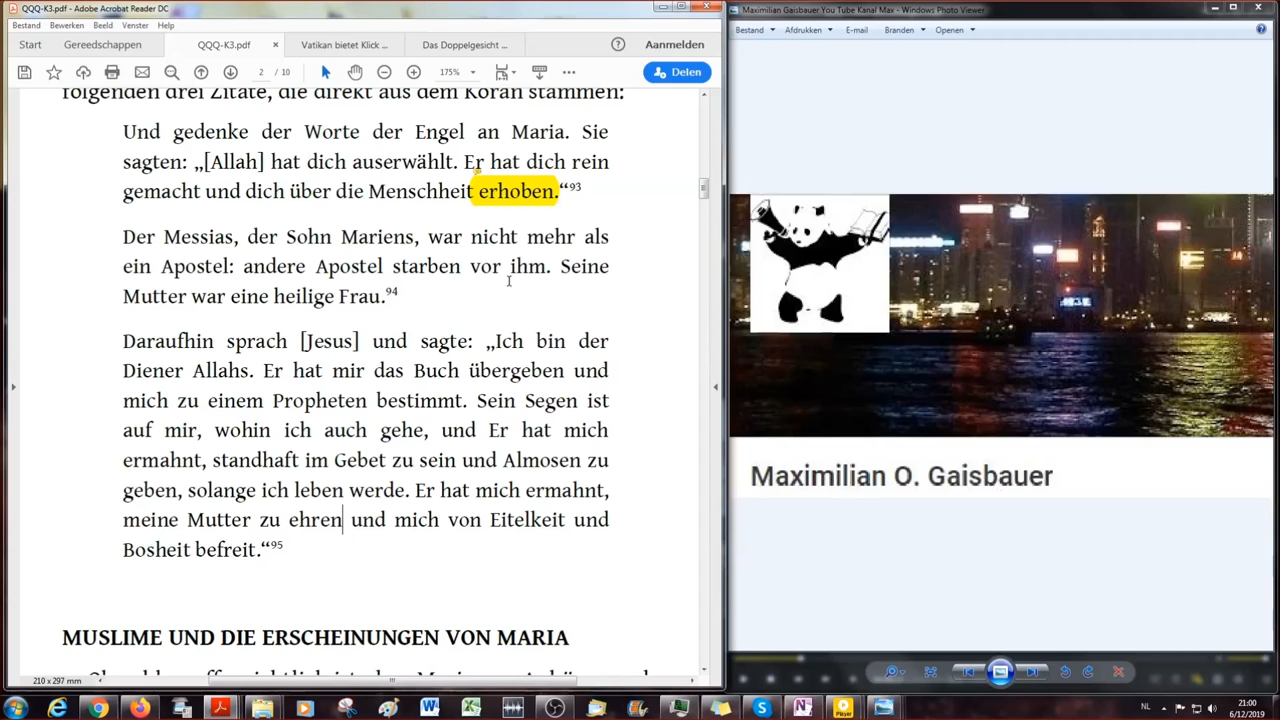 QQQ-K3.pdf - Adobe Acrobat Reader DC
Bestand Bewerken Beeld Venster Help
Start Gereedschappen QQQ-K3.pdf × Vatikan bietet Klick ... Das Doppelgesicht ... Aanmelden
2 / 10 175% Delen
folgenden drei Zitate, die direkt aus dem Koran stammen:
Und gedenke der Worte der Engel an Maria. Sie
sagten: „[Allah] hat dich auserwählt. Er hat dich rein
gemacht und dich über die Menschheit erhoben.“93
Der Messias, der Sohn Mariens, war nicht mehr als
ein Apostel: andere Apostel starben vor ihm. Seine
Mutter war eine heilige Frau.94
Daraufhin sprach [Jesus] und sagte: „Ich bin der
Diener Allahs. Er hat mir das Buch übergeben und
mich zu einem Propheten bestimmt. Sein Segen ist
auf mir, wohin ich auch gehe, und Er hat mich
ermahnt, standhaft im Gebet zu sein und Almosen zu
geben, solange ich leben werde. Er hat mich ermahnt,
meine Mutter zu ehren und mich von Eitelkeit und
Bosheit befreit.“95
MUSLIME UND DIE ERSCHEINUNGEN VON MARIA
210 x 297 mm
Maximilian Gaisbauer You Tube Kanal Max - Windows Photo Viewer
Bestand Afdrukken E-mail Branden Openen
Maximilian O. Gaisbauer
NL 21:00
6/12/2019